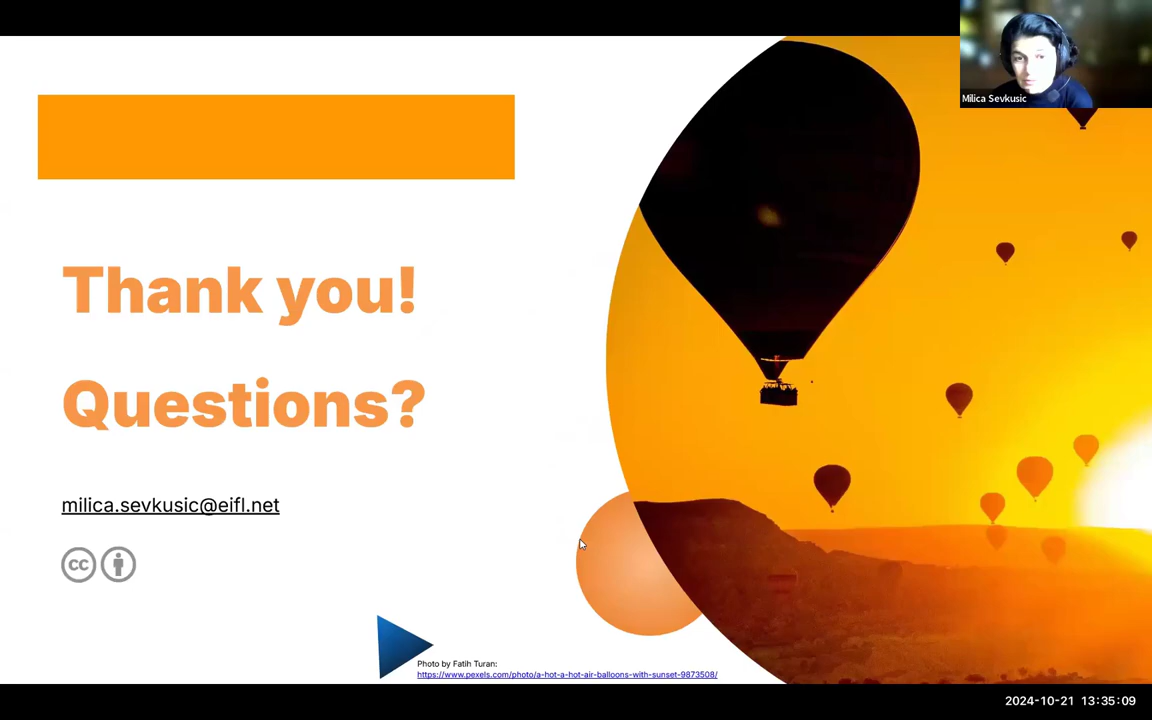 Milica Sevkusic
Thank you!
Questions?
milica.sevkusic@eifl.net
cc
Photo by Fatih Turan:
https://www.pexels.com/photo/a-hot-a-hot-air-balloons-with-sunset-9873508/
2024-10-21 13:35:09